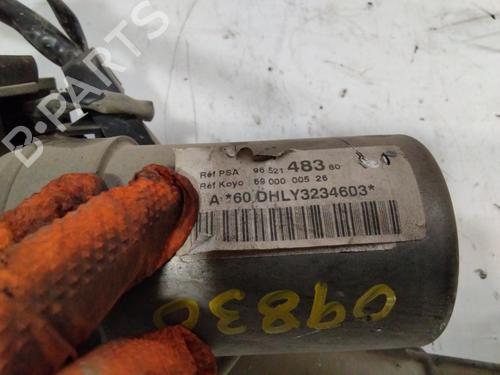 B-PARTS
Réf PSA 96 521 483 80
Réf Koyo 69 000 005 26
A *60 DHLY3234603*
09830